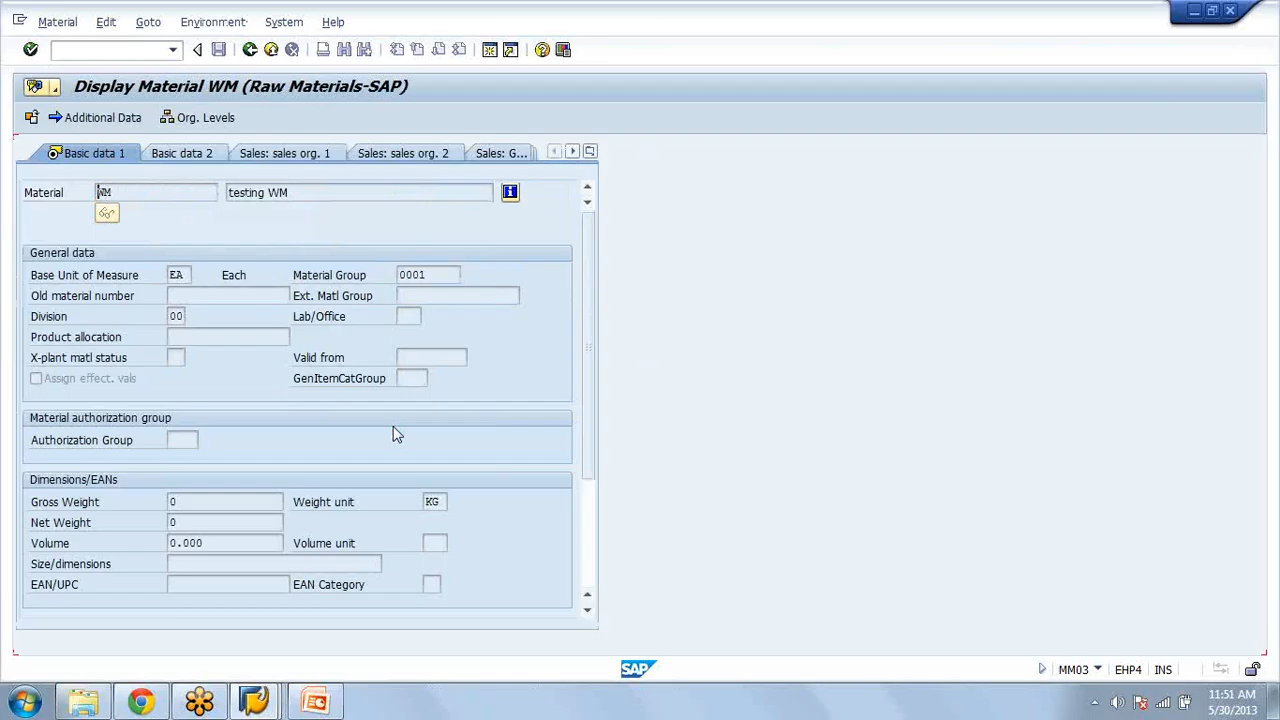 Material Edit Goto Environment System Help
Display Material WM (Raw Materials-SAP)
Additional Data Org. Levels
Basic data 1 Basic data 2 Sales: sales org. 1 Sales: sales org. 2 Sales: G...
Material WM testing WM
General data
Base Unit of Measure EA Each Material Group 0001
Old material number Ext. Matl Group
Division 00 Lab/Office
Product allocation
X-plant matl status Valid from
Assign effect. vals GenItemCatGroup
Material authorization group
Authorization Group
Dimensions/EANs
Gross Weight 0 Weight unit KG
Net Weight 0
Volume 0.000 Volume unit
Size/dimensions
EAN/UPC EAN Category
SAP MM03 EHP4 INS
11:51 AM
5/30/2013